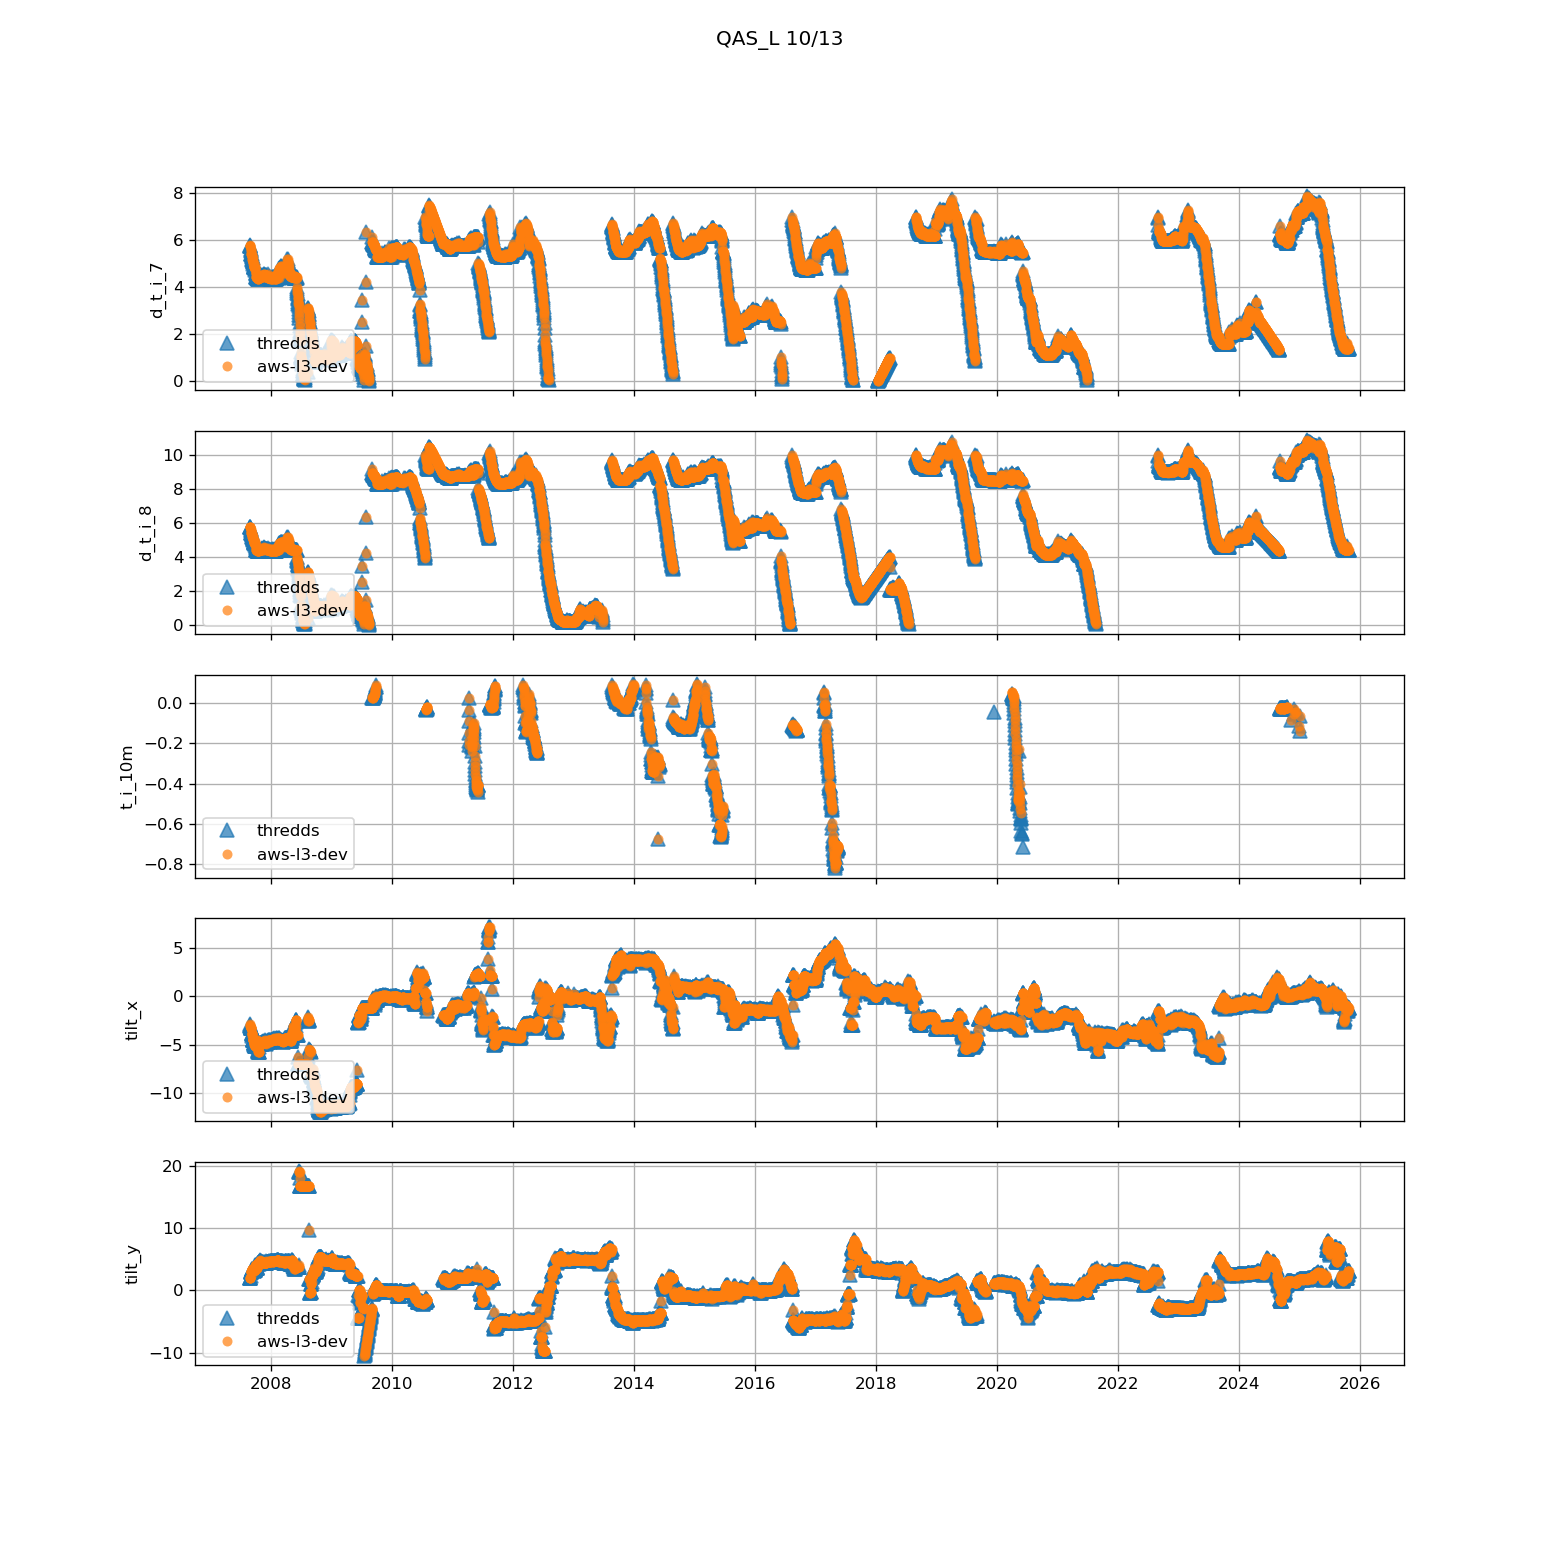 QAS_L 10/13
8
6
4
2
0
d_t_i_7
thredds
aws-l3-dev
10
8
6
4
2
0
d_t_i_8
thredds
aws-l3-dev
0.0
−0.2
−0.4
−0.6
−0.8
t_i_10m
thredds
aws-l3-dev
5
0
−5
−10
tilt_x
thredds
aws-l3-dev
20
10
0
−10
tilt_y
thredds
aws-l3-dev
2008 2010 2012 2014 2016 2018 2020 2022 2024 2026